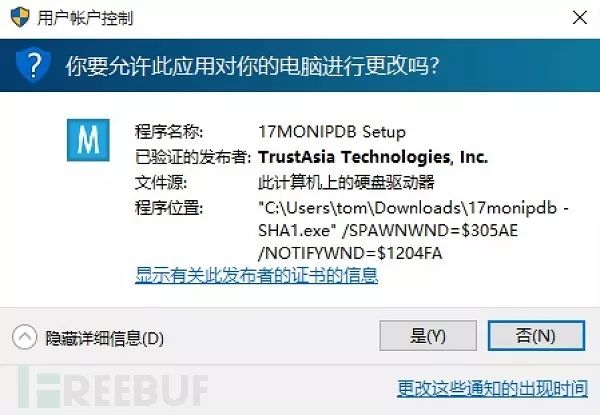 用户帐户控制
你要允许此应用对你的电脑进行更改吗?
M
程序名称: 17MONIPDB Setup
已验证的发布者: TrustAsia Technologies, Inc.
文件源: 此计算机上的硬盘驱动器
程序位置: "C:\Users\tom\Downloads\17monipdb -
SHA1.exe" /SPAWNWND=$305AE
/NOTIFYWND=$1204FA
显示有关此发布者的证书的信息
隐藏详细信息(D)
是(Y)
否(N)
更改这些通知的出现时间
FREEBUF